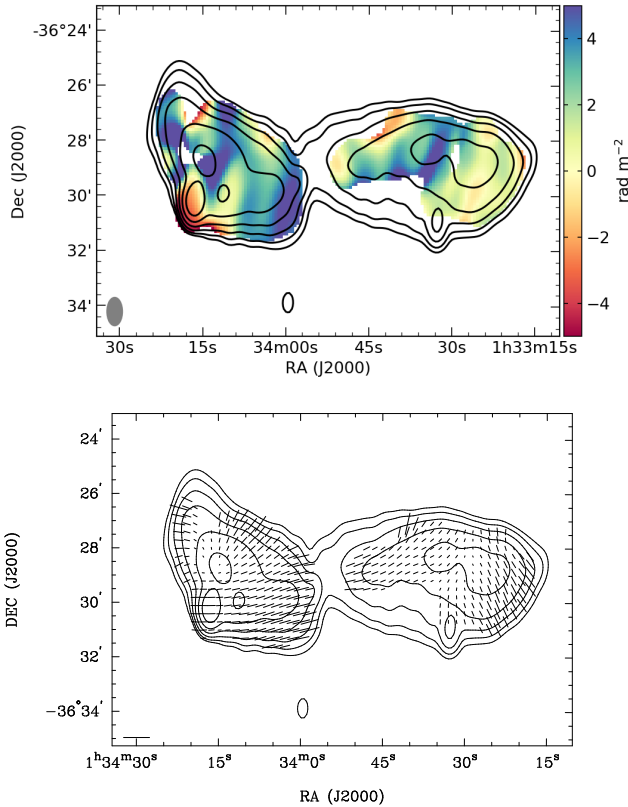 -36°24'
26'
28'
30'
32'
34'
Dec (J2000)
30s 15s 34m00s 45s 30s 1h33m15s
RA (J2000)
4
2
0
−2
−4
rad m⁻²
24'
26'
28'
30'
32'
−36°34'
DEC (J2000)
1ʰ34ᵐ30ˢ 15ˢ 34ᵐ0ˢ 45ˢ 30ˢ 15ˢ
RA (J2000)